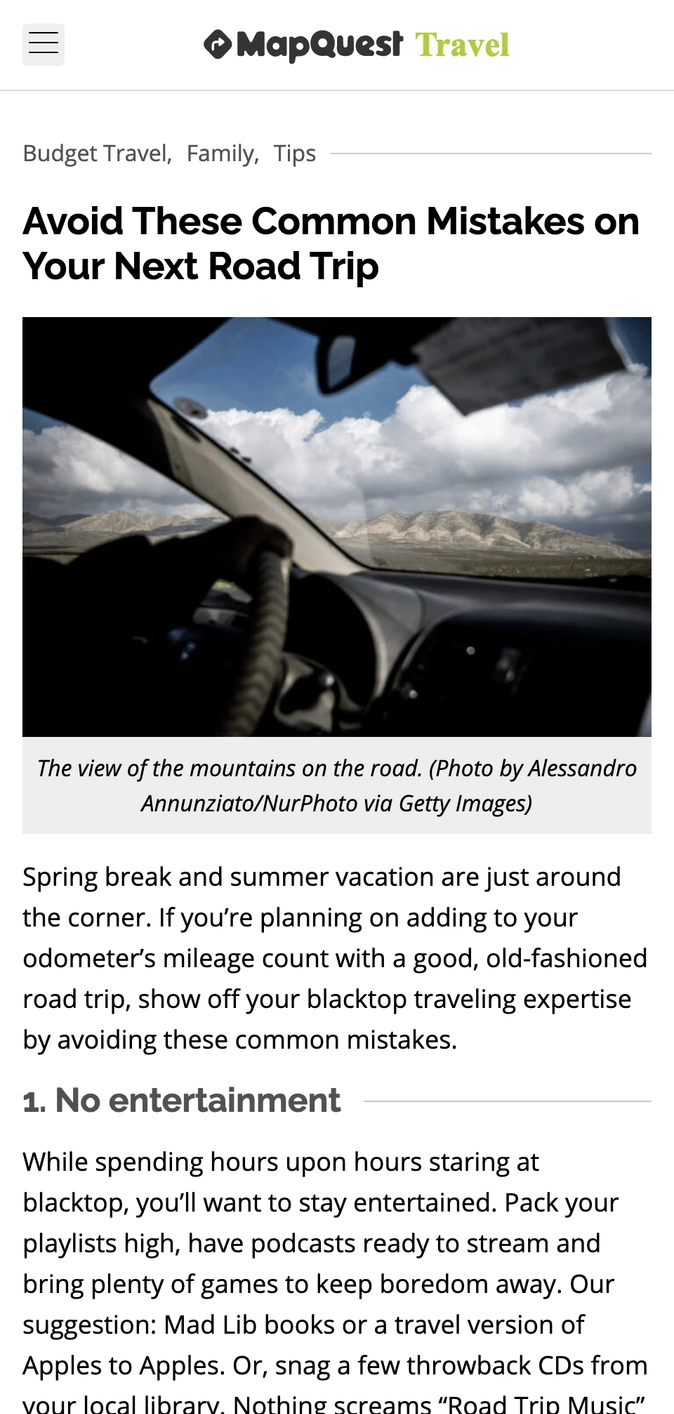 MapQuest Travel
Budget Travel, Family, Tips
Avoid These Common Mistakes on
Your Next Road Trip
The view of the mountains on the road. (Photo by Alessandro
Annunziato/NurPhoto via Getty Images)
Spring break and summer vacation are just around
the corner. If you’re planning on adding to your
odometer’s mileage count with a good, old-fashioned
road trip, show off your blacktop traveling expertise
by avoiding these common mistakes.
1. No entertainment
While spending hours upon hours staring at
blacktop, you’ll want to stay entertained. Pack your
playlists high, have podcasts ready to stream and
bring plenty of games to keep boredom away. Our
suggestion: Mad Lib books or a travel version of
Apples to Apples. Or, snag a few throwback CDs from
your local library. Nothing screams “Road Trip Music”